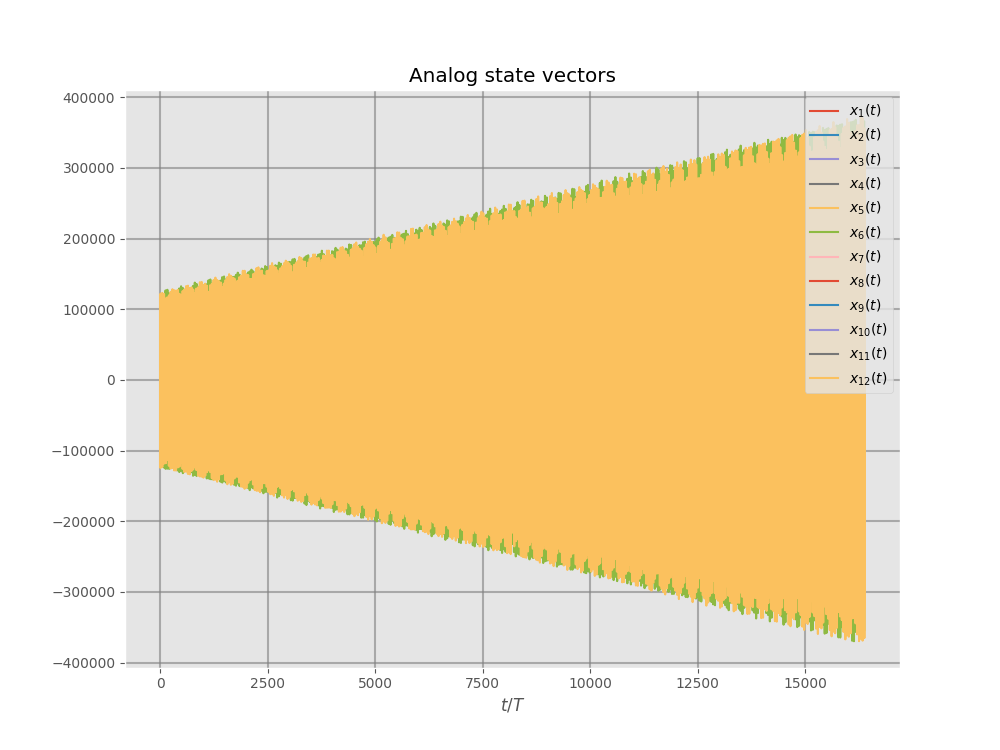 Analog state vectors
400000
300000
200000
100000
0
−100000
−200000
−300000
−400000
0 2500 5000 7500 10000 12500 15000
t/T
x₁(t)
x₂(t)
x₃(t)
x₄(t)
x₅(t)
x₆(t)
x₇(t)
x₈(t)
x₉(t)
x₁₀(t)
x₁₁(t)
x₁₂(t)